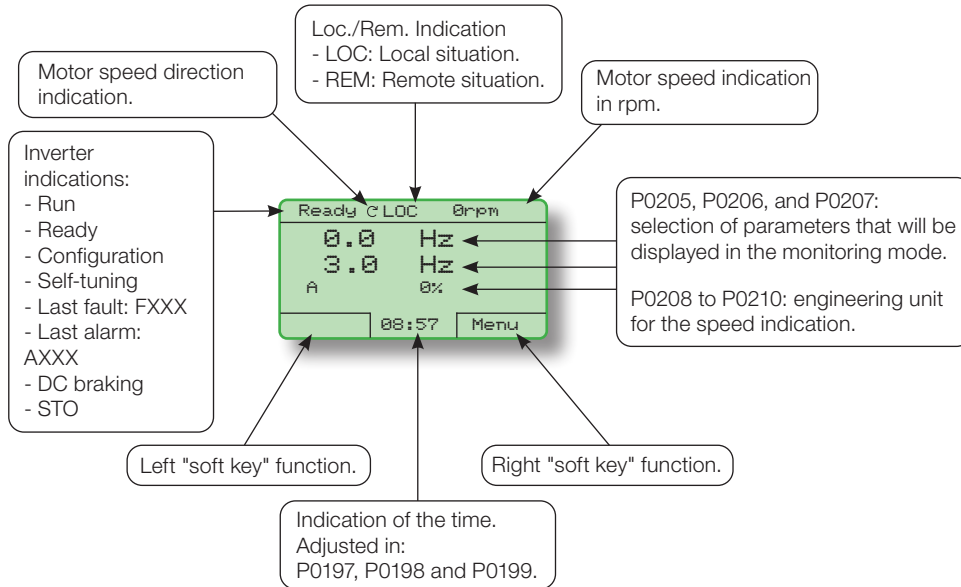 Loc./Rem. Indication
- LOC: Local situation.
- REM: Remote situation.
Motor speed direction
indication.
Motor speed indication
in rpm.
Inverter
indications:
- Run
- Ready
- Configuration
- Self-tuning
- Last fault: FXXX
- Last alarm:
AXXX
- DC braking
- STO
Ready LOC 0rpm
0.0 Hz
3.0 Hz
A 0%
08:57 Menu
P0205, P0206, and P0207:
selection of parameters that will be
displayed in the monitoring mode.
P0208 to P0210: engineering unit
for the speed indication.
Left "soft key" function.
Right "soft key" function.
Indication of the time.
Adjusted in:
P0197, P0198 and P0199.